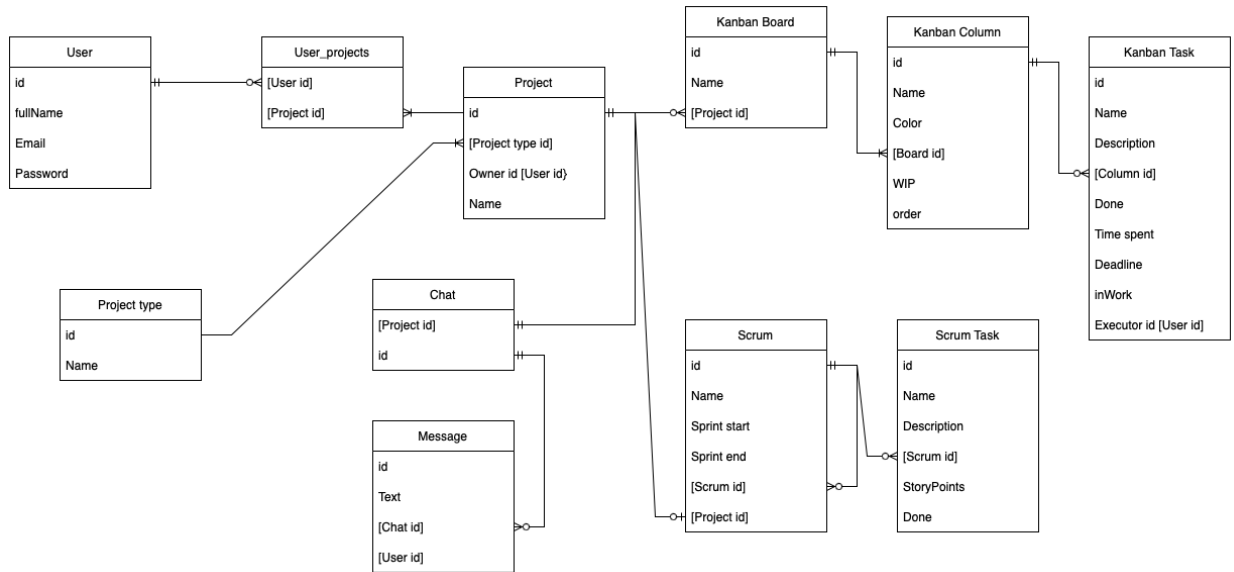 User
id
fullName
Email
Password
User_projects
[User id]
[Project id]
Project
id
[Project type id]
Owner id [User id}
Name
Kanban Board
id
Name
[Project id]
Kanban Column
id
Name
Color
[Board id]
WIP
order
Kanban Task
id
Name
Description
[Column id]
Done
Time spent
Deadline
inWork
Executor id [User id]
Project type
id
Name
Chat
[Project id]
id
Message
id
Text
[Chat id]
[User id]
Scrum
id
Name
Sprint start
Sprint end
[Scrum id]
[Project id]
Scrum Task
id
Name
Description
[Scrum id]
StoryPoints
Done